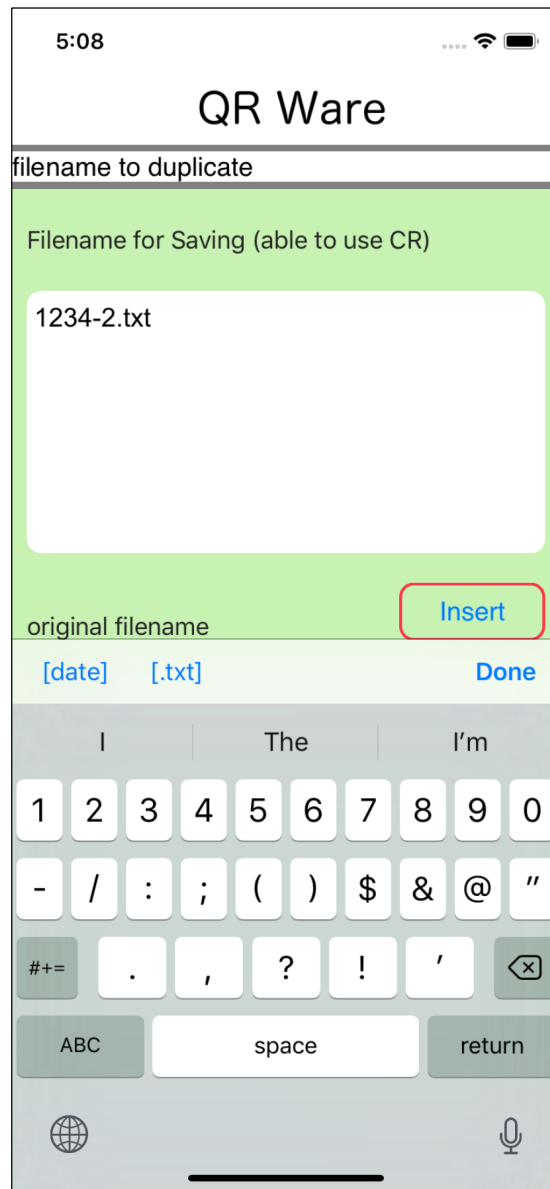 5:08
QR Ware
filename to duplicate
Filename for Saving (able to use CR)
1234-2.txt
Insert
original filename
[date] [.txt] Done
I The I’m
1 2 3 4 5 6 7 8 9 0
- / : ; ( ) $ & @ "
#+= . , ? ! ’
ABC space return